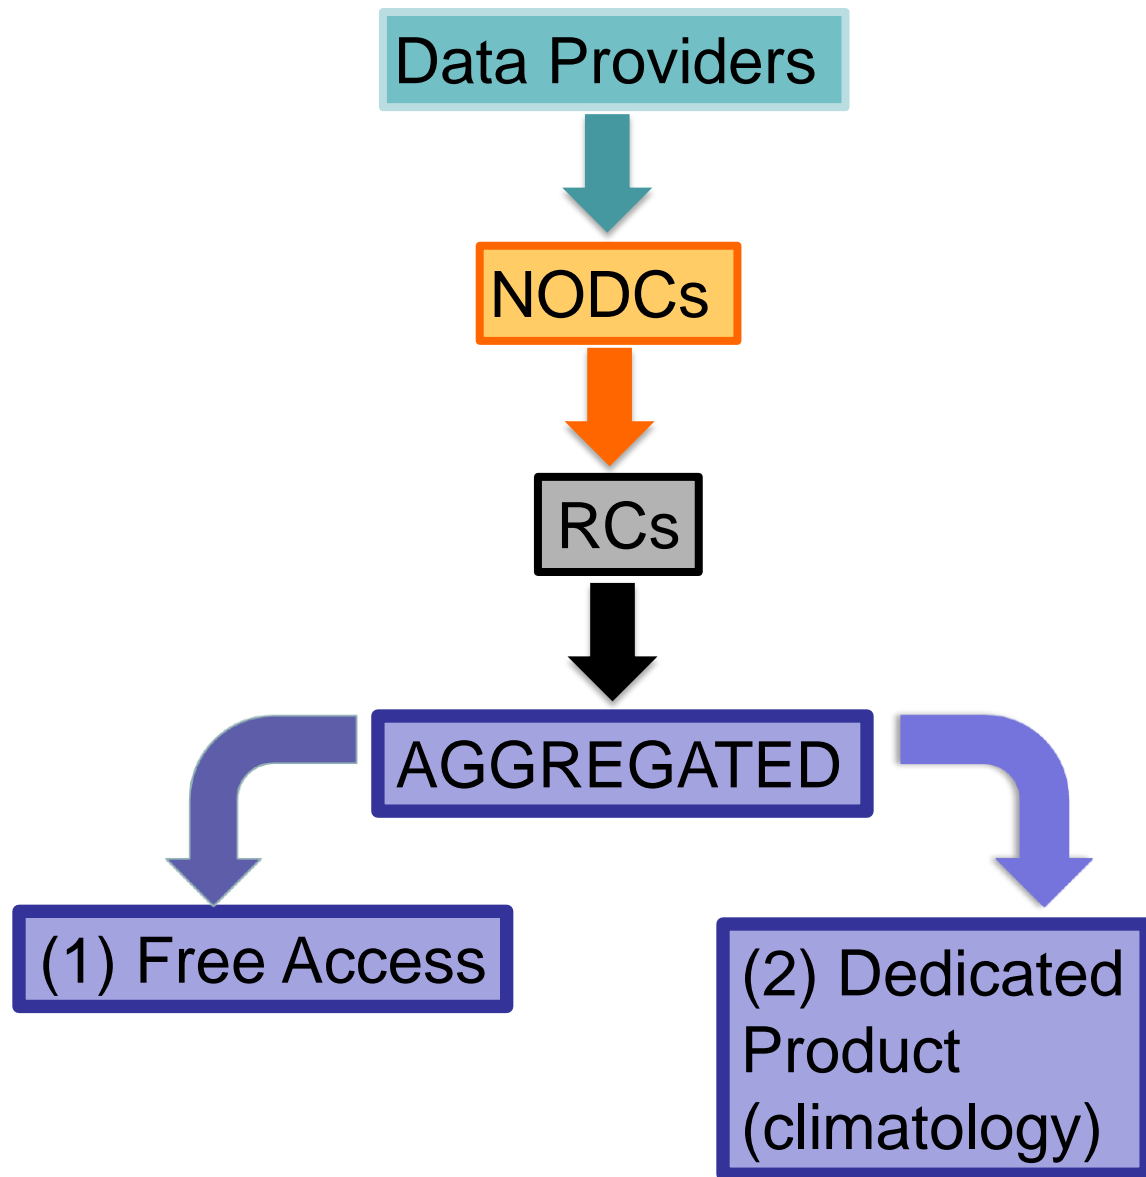 Data Providers
NODCs
RCs
AGGREGATED
(1) Free Access
(2) Dedicated
Product
(climatology)